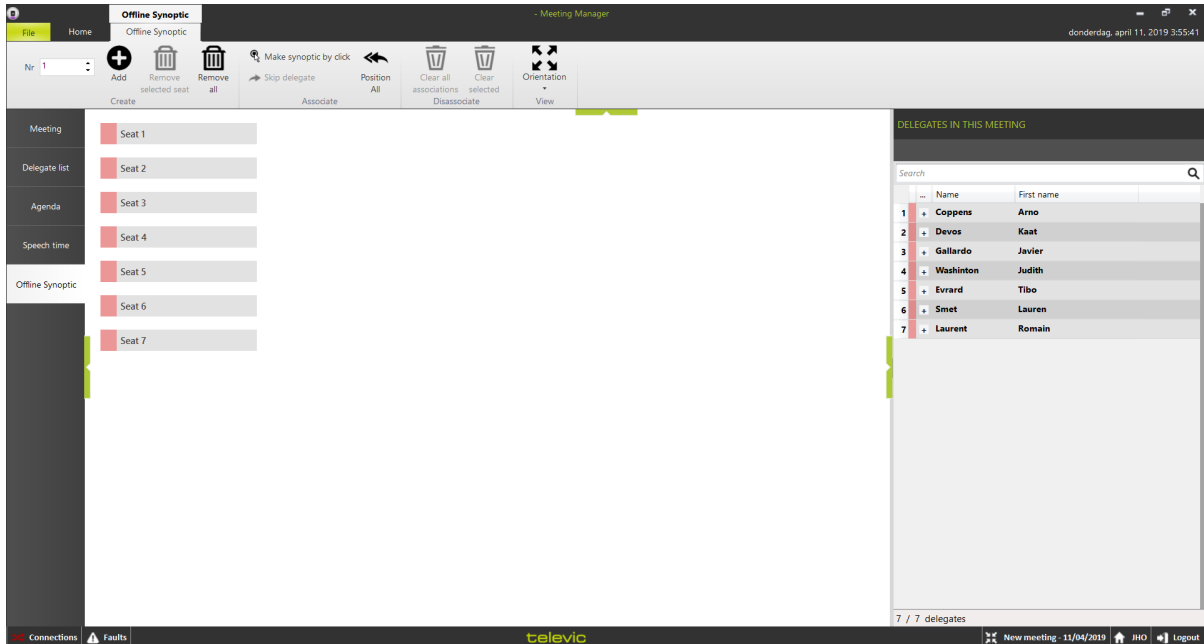 Offline Synoptic
- Meeting Manager
File Home Offline Synoptic
donderdag, april 11, 2019 3:55:41
Nr 1
Add
Remove selected seat
Remove all
Create
Make synoptic by click
Skip delegate
Position All
Associate
Clear all associations
Clear selected
Disassociate
Orientation
View
Meeting
Delegate list
Agenda
Speech time
Offline Synoptic
Seat 1
Seat 2
Seat 3
Seat 4
Seat 5
Seat 6
Seat 7
DELEGATES IN THIS MEETING
Search
... Name First name
1 + Coppens Arno
2 + Devos Kaat
3 + Gallardo Javier
4 + Washinton Judith
5 + Evrard Tibo
6 + Smet Lauren
7 + Laurent Romain
7 / 7 delegates
Connections Faults
televic
New meeting - 11/04/2019 JHO Logout